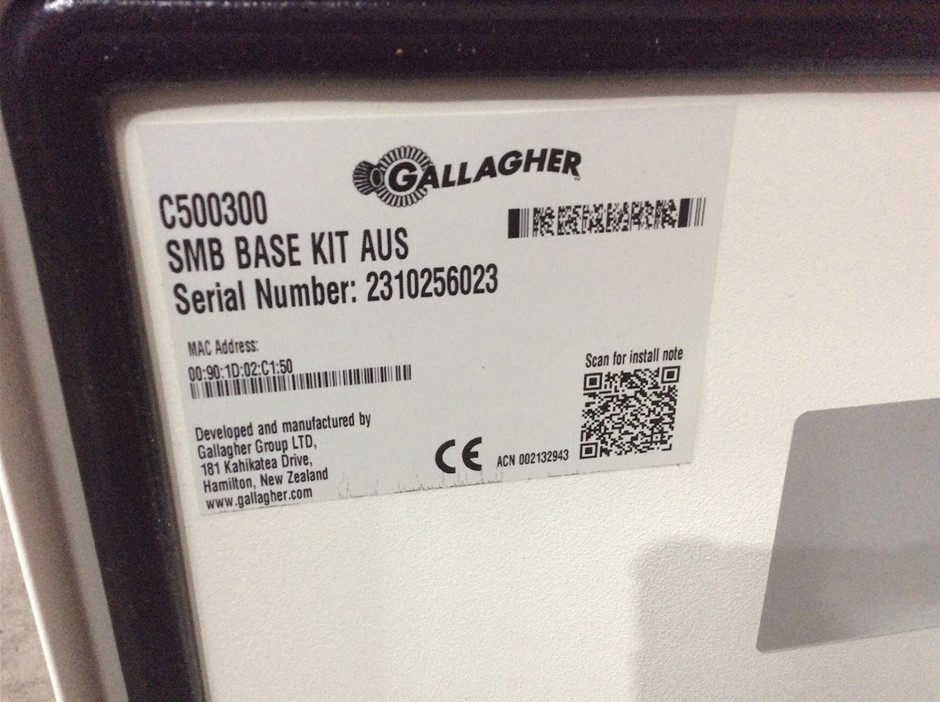 GALLAGHER
C500300
SMB BASE KIT AUS
Serial Number: 2310256023
MAC Address:
00:90:1D:02:C1:50
Scan for install note
Developed and manufactured by
Gallagher Group LTD,
181 Kahikatea Drive,
Hamilton, New Zealand
www.gallagher.com
CE
ACN 002132943